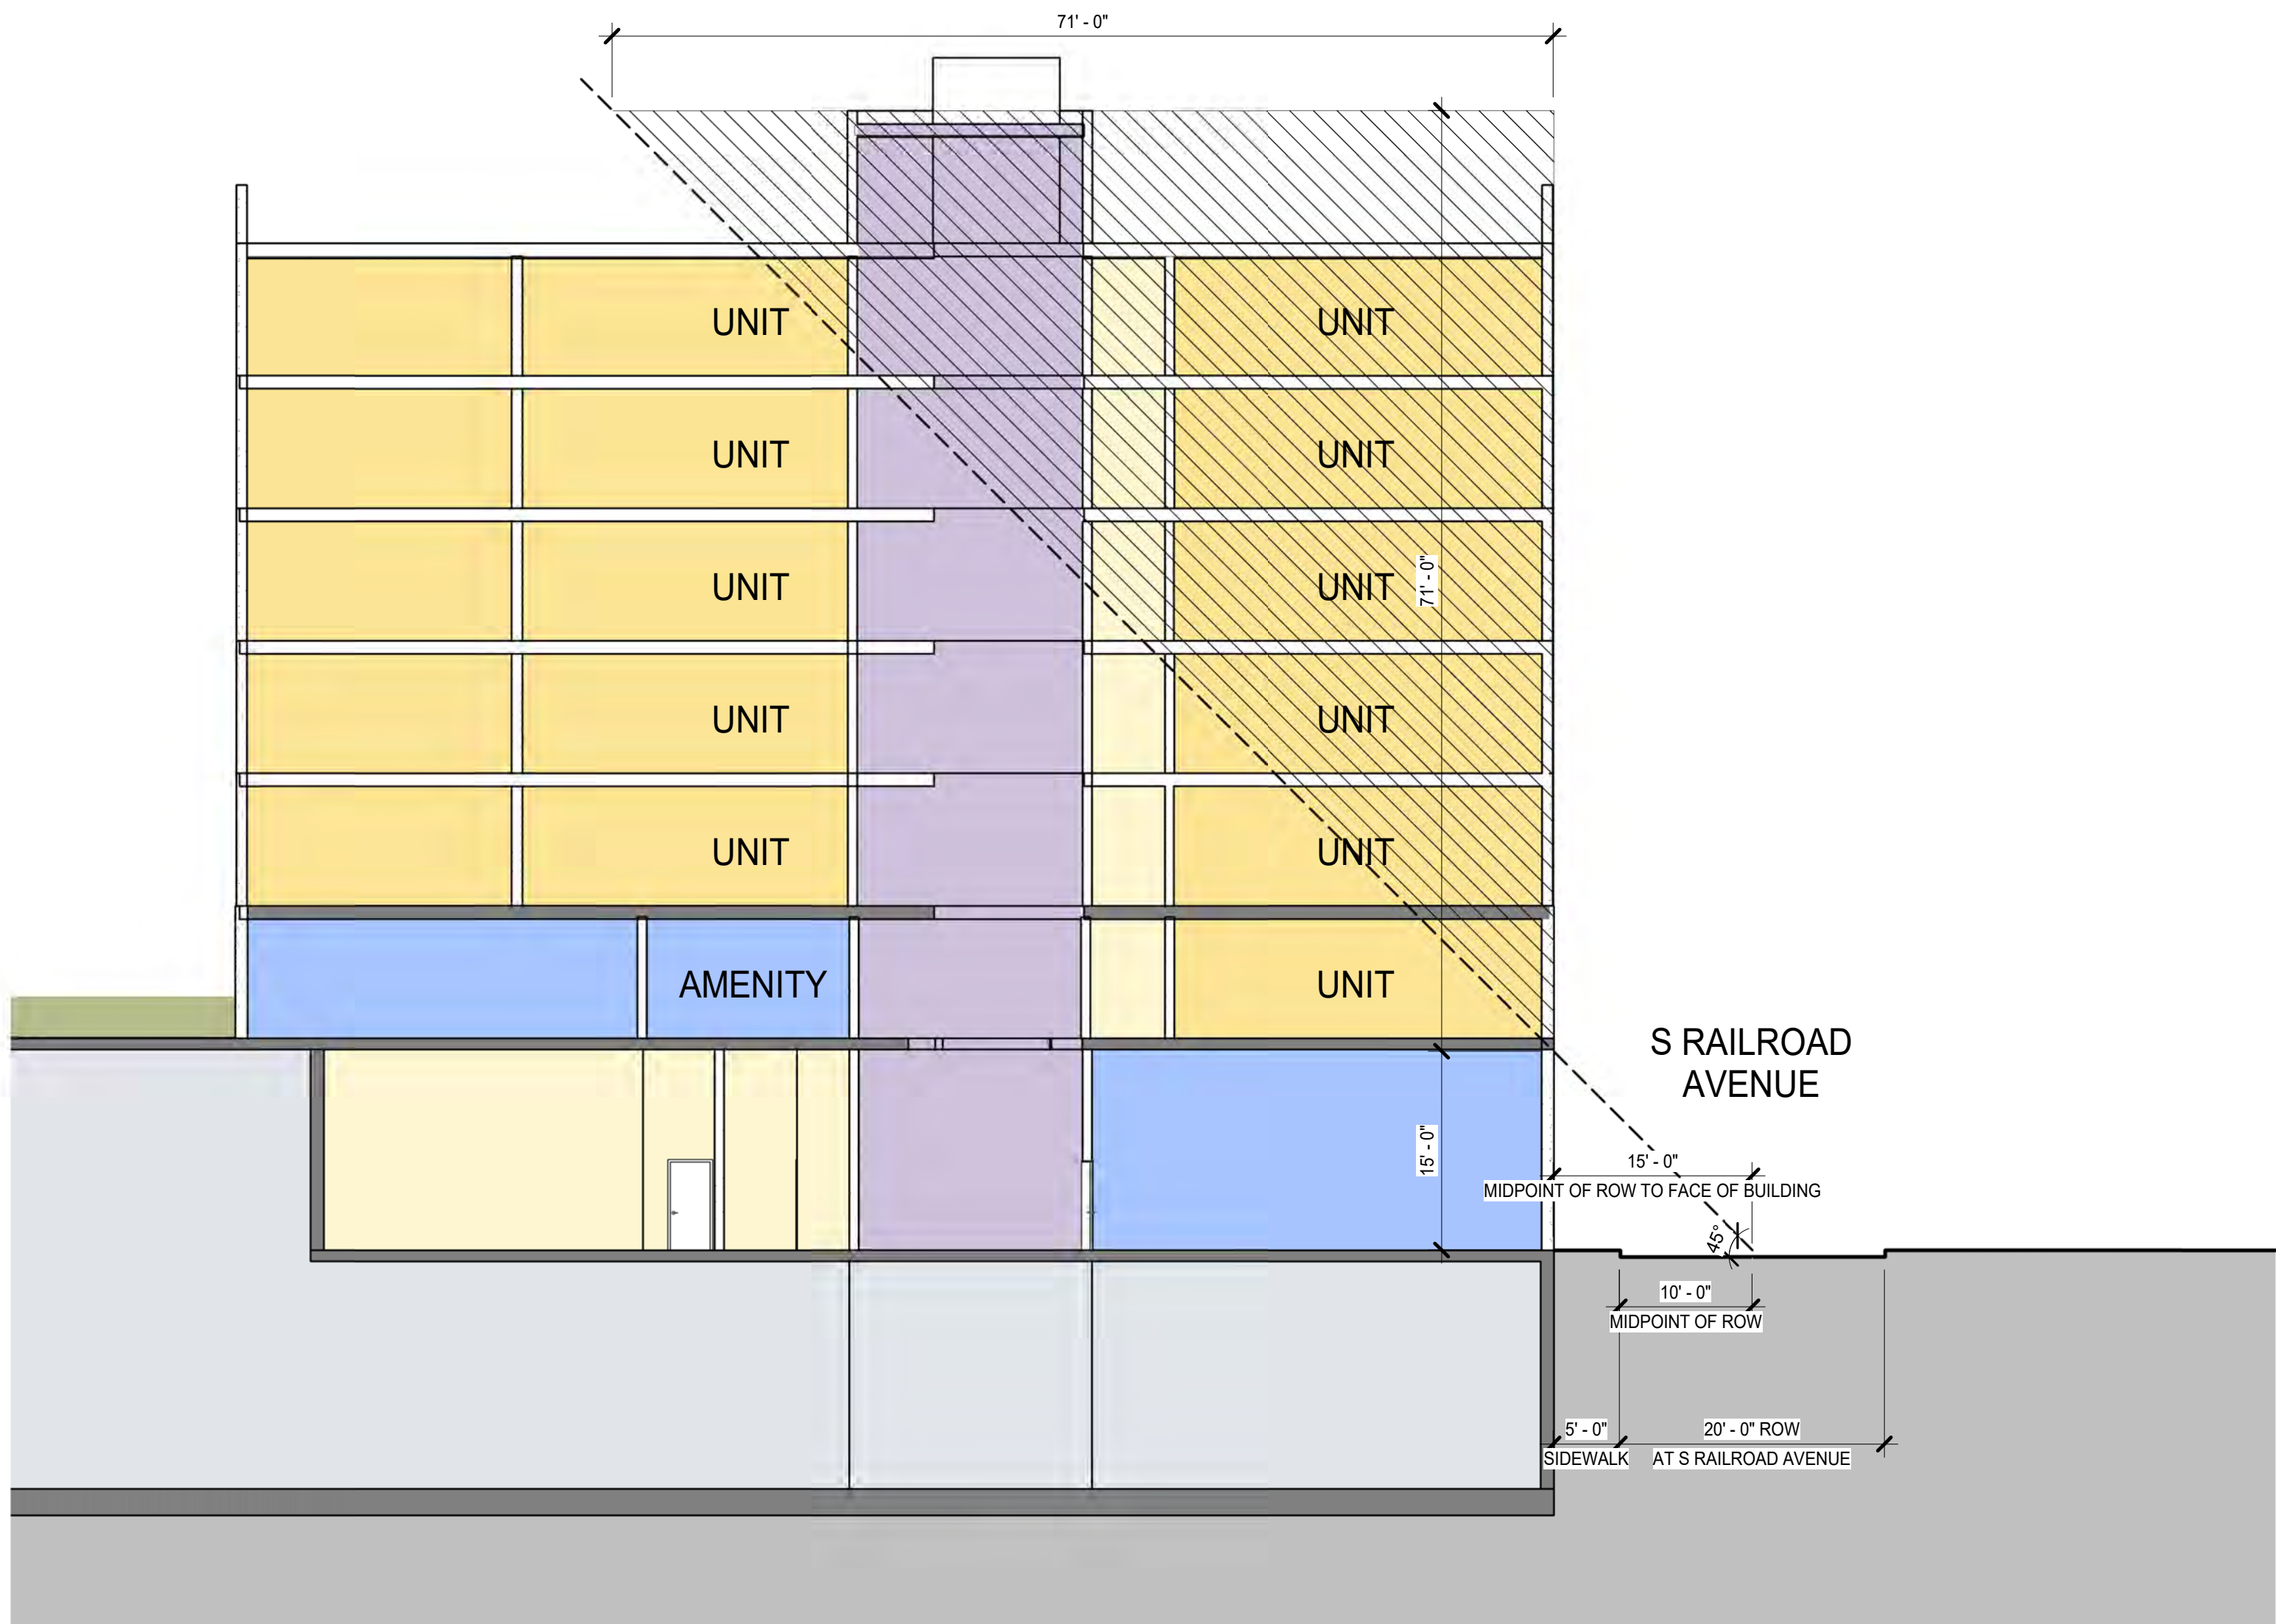 71' - 0"
UNIT UNIT
UNIT UNIT
UNIT UNIT
71' - 0"
UNIT UNIT
UNIT UNIT
AMENITY UNIT
S RAILROAD
AVENUE
15' - 0"
15' - 0"
MIDPOINT OF ROW TO FACE OF BUILDING
45°
10' - 0"
MIDPOINT OF ROW
5' - 0" 20' - 0" ROW
SIDEWALK AT S RAILROAD AVENUE